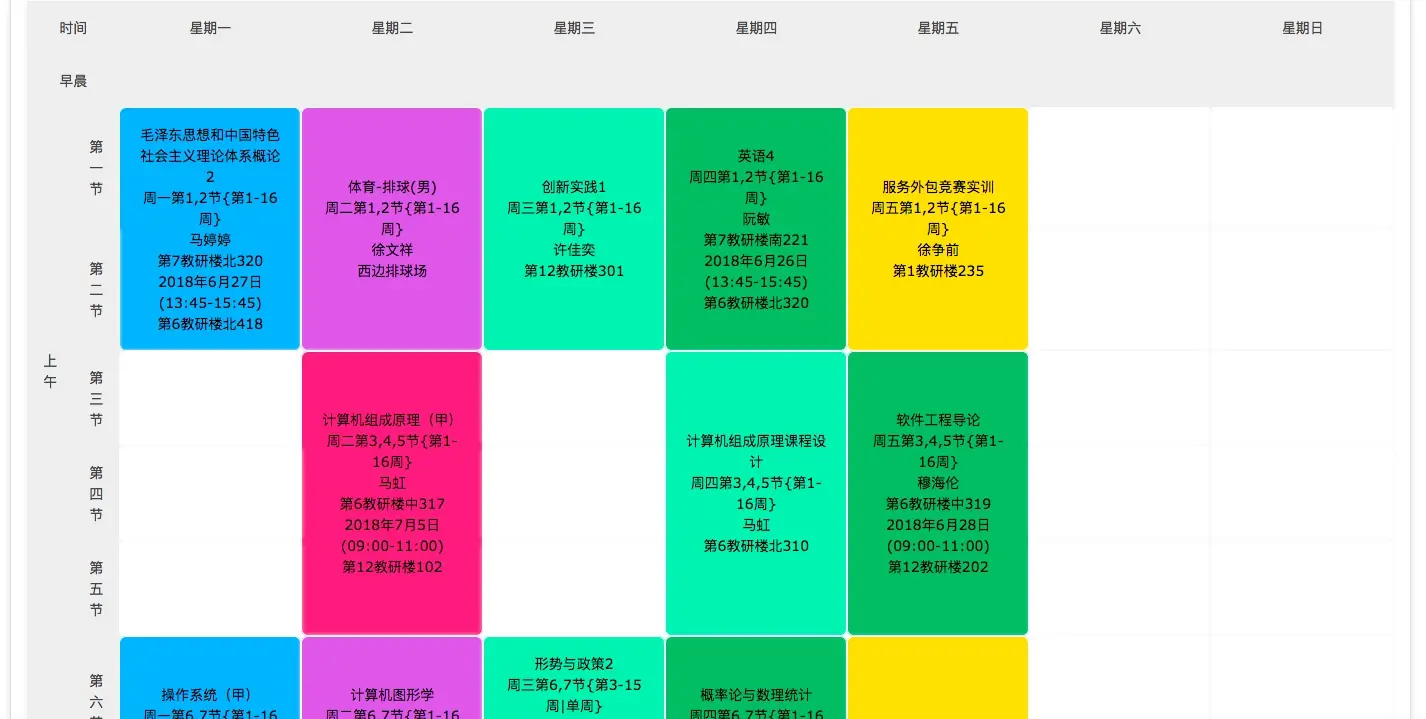 时间
星期一
星期二
星期三
星期四
星期五
星期六
星期日
早晨
上
午
第
一
节
第
二
节
毛泽东思想和中国特色
社会主义理论体系概论
2
周一第1,2节{第1-16
周}
马婷婷
第7教研楼北320
2018年6月27日
(13:45-15:45)
第6教研楼北418
体育-排球(男)
周二第1,2节{第1-16
周}
徐文祥
西边排球场
创新实践1
周三第1,2节{第1-16
周}
许佳奕
第12教研楼301
英语4
周四第1,2节{第1-16
周}
阮敏
第7教研楼南221
2018年6月26日
(13:45-15:45)
第6教研楼北320
服务外包竞赛实训
周五第1,2节{第1-16
周}
徐争前
第1教研楼235
第
三
节
第
四
节
第
五
节
计算机组成原理（甲）
周二第3,4,5节{第1-
16周}
马虹
第6教研楼中317
2018年7月5日
(09:00-11:00)
第12教研楼102
计算机组成原理课程设
计
周四第3,4,5节{第1-
16周}
马虹
第6教研楼北310
软件工程导论
周五第3,4,5节{第1-
16周}
穆海伦
第6教研楼中319
2018年6月28日
(09:00-11:00)
第12教研楼202
第
六
操作系统（甲）
周一第6,7节{第1-16
计算机图形学
周二第6,7节{第1-16
形势与政策2
周三第6,7节{第3-15
周|单周}
概率论与数理统计
周四第6,7节{第1-16